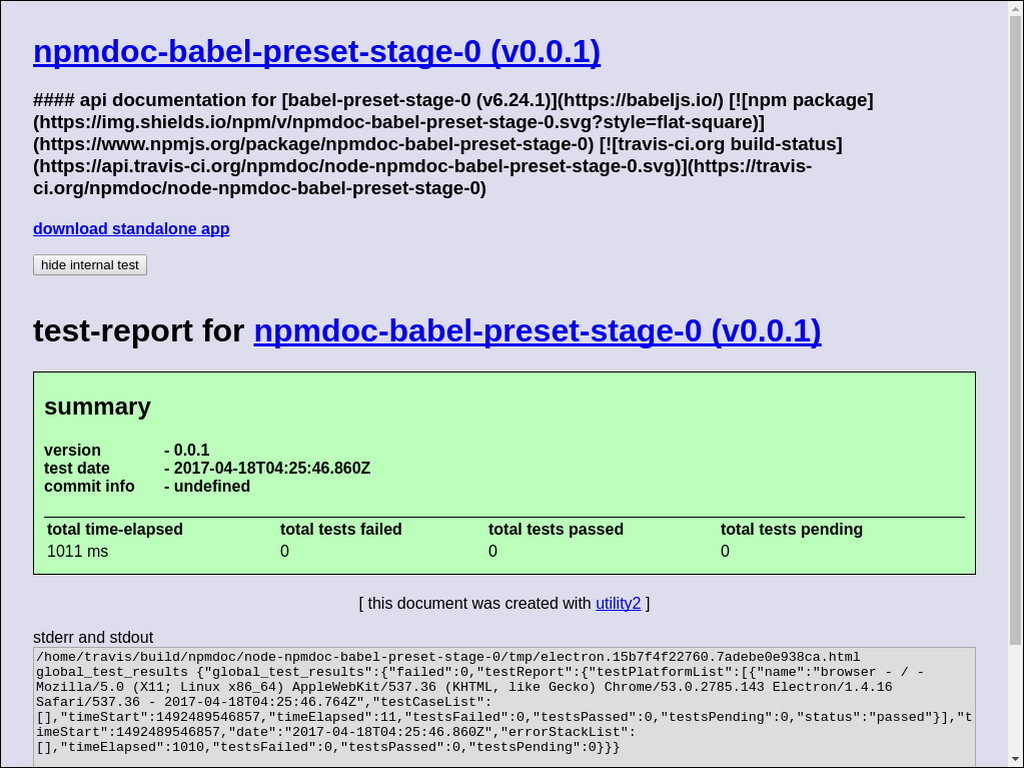 npmdoc-babel-preset-stage-0 (v0.0.1)
#### api documentation for [babel-preset-stage-0 (v6.24.1)](https://babeljs.io/) [![npm package]
(https://img.shields.io/npm/v/npmdoc-babel-preset-stage-0.svg?style=flat-square)]
(https://www.npmjs.org/package/npmdoc-babel-preset-stage-0) [![travis-ci.org build-status]
(https://api.travis-ci.org/npmdoc/node-npmdoc-babel-preset-stage-0.svg)](https://travis-
ci.org/npmdoc/node-npmdoc-babel-preset-stage-0)
download standalone app
hide internal test
test-report for npmdoc-babel-preset-stage-0 (v0.0.1)
summary
version - 0.0.1
test date - 2017-04-18T04:25:46.860Z
commit info - undefined
total time-elapsed total tests failed total tests passed total tests pending
1011 ms 0 0 0
[ this document was created with utility2 ]
stderr and stdout
/home/travis/build/npmdoc/node-npmdoc-babel-preset-stage-0/tmp/electron.15b7f4f22760.7adebe0e938ca.html
global_test_results {"global_test_results":{"failed":0,"testReport":{"testPlatformList":[{"name":"browser - / -
Mozilla/5.0 (X11; Linux x86_64) AppleWebKit/537.36 (KHTML, like Gecko) Chrome/53.0.2785.143 Electron/1.4.16
Safari/537.36 - 2017-04-18T04:25:46.764Z","testCaseList":
[],"timeStart":1492489546857,"timeElapsed":11,"testsFailed":0,"testsPassed":0,"testsPending":0,"status":"passed"}],"t
imeStart":1492489546857,"date":"2017-04-18T04:25:46.860Z","errorStackList":
[],"timeElapsed":1010,"testsFailed":0,"testsPassed":0,"testsPending":0}}}